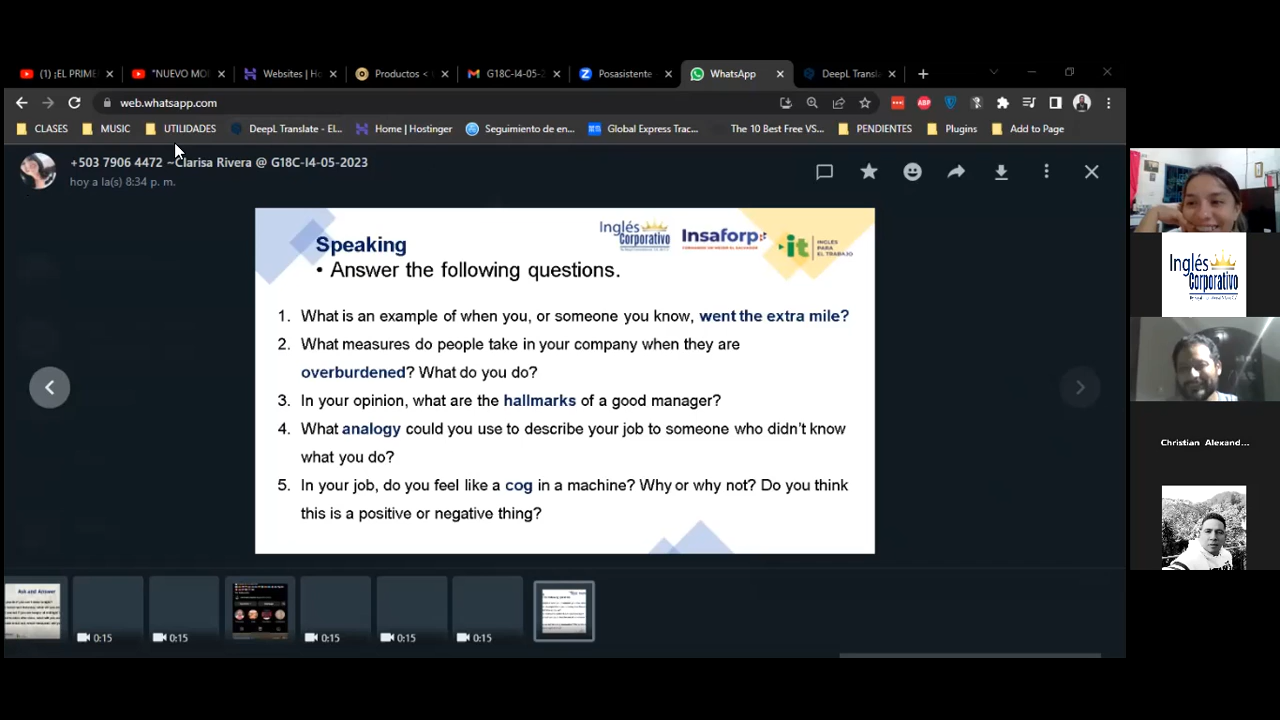 (1) ¡EL PRIME
"NUEVO MO
Websites | Ho
Productos <
G18C-I4-05-2
Posasistente
WhatsApp
DeepL Transla
web.whatsapp.com
CLASES
MUSIC
UTILIDADES
DeepL Translate - El...
Home | Hostinger
Seguimiento de en...
Global Express Trac...
The 10 Best Free VS...
PENDIENTES
Plugins
Add to Page
+503 7906 4472 ~Clarisa Rivera @ G18C-I4-05-2023
hoy a la(s) 8:34 p. m.
Inglés
Corporativo
Insaforp
it
INGLÉS
PARA
EL TRABAJO
Speaking
• Answer the following questions.
1. What is an example of when you, or someone you know, went the extra mile?
2. What measures do people take in your company when they are
overburdened? What do you do?
3. In your opinion, what are the hallmarks of a good manager?
4. What analogy could you use to describe your job to someone who didn't know
what you do?
5. In your job, do you feel like a cog in a machine? Why or why not? Do you think
this is a positive or negative thing?
Ask and Answer
0:15
0:15
0:15
0:15
0:15
Inglés
Corporativo
Christian Alexand...